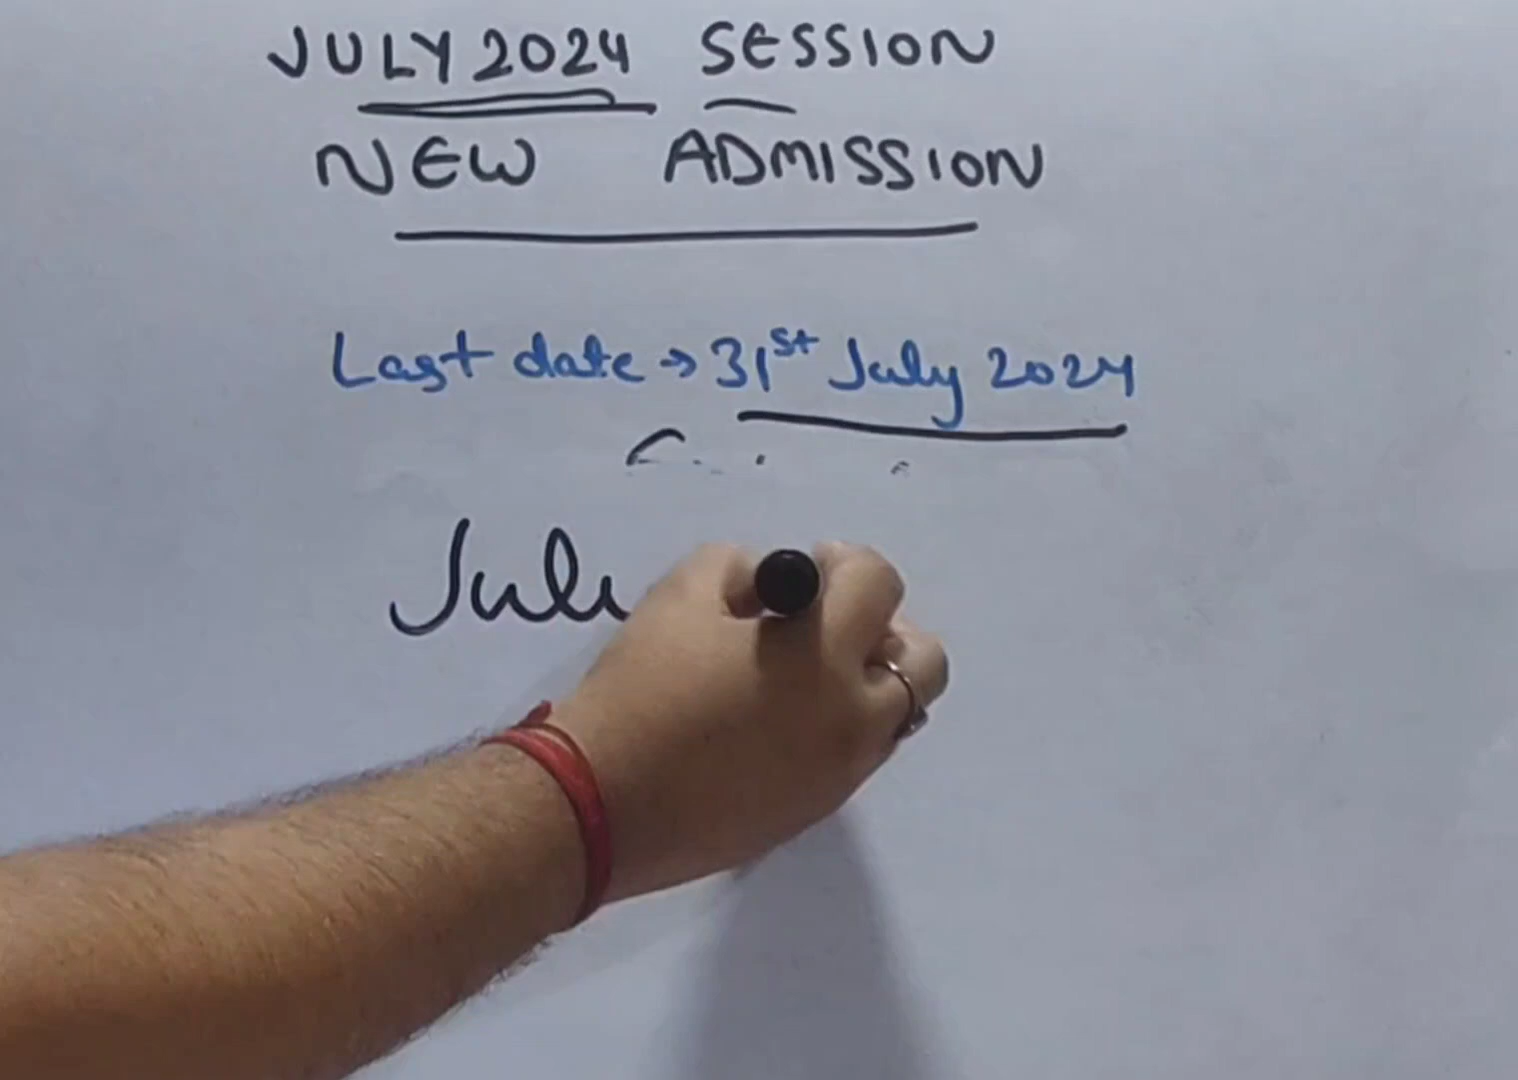 JULY 2024 SESSION
NEW ADMISSION
Last date → 31st July 2024